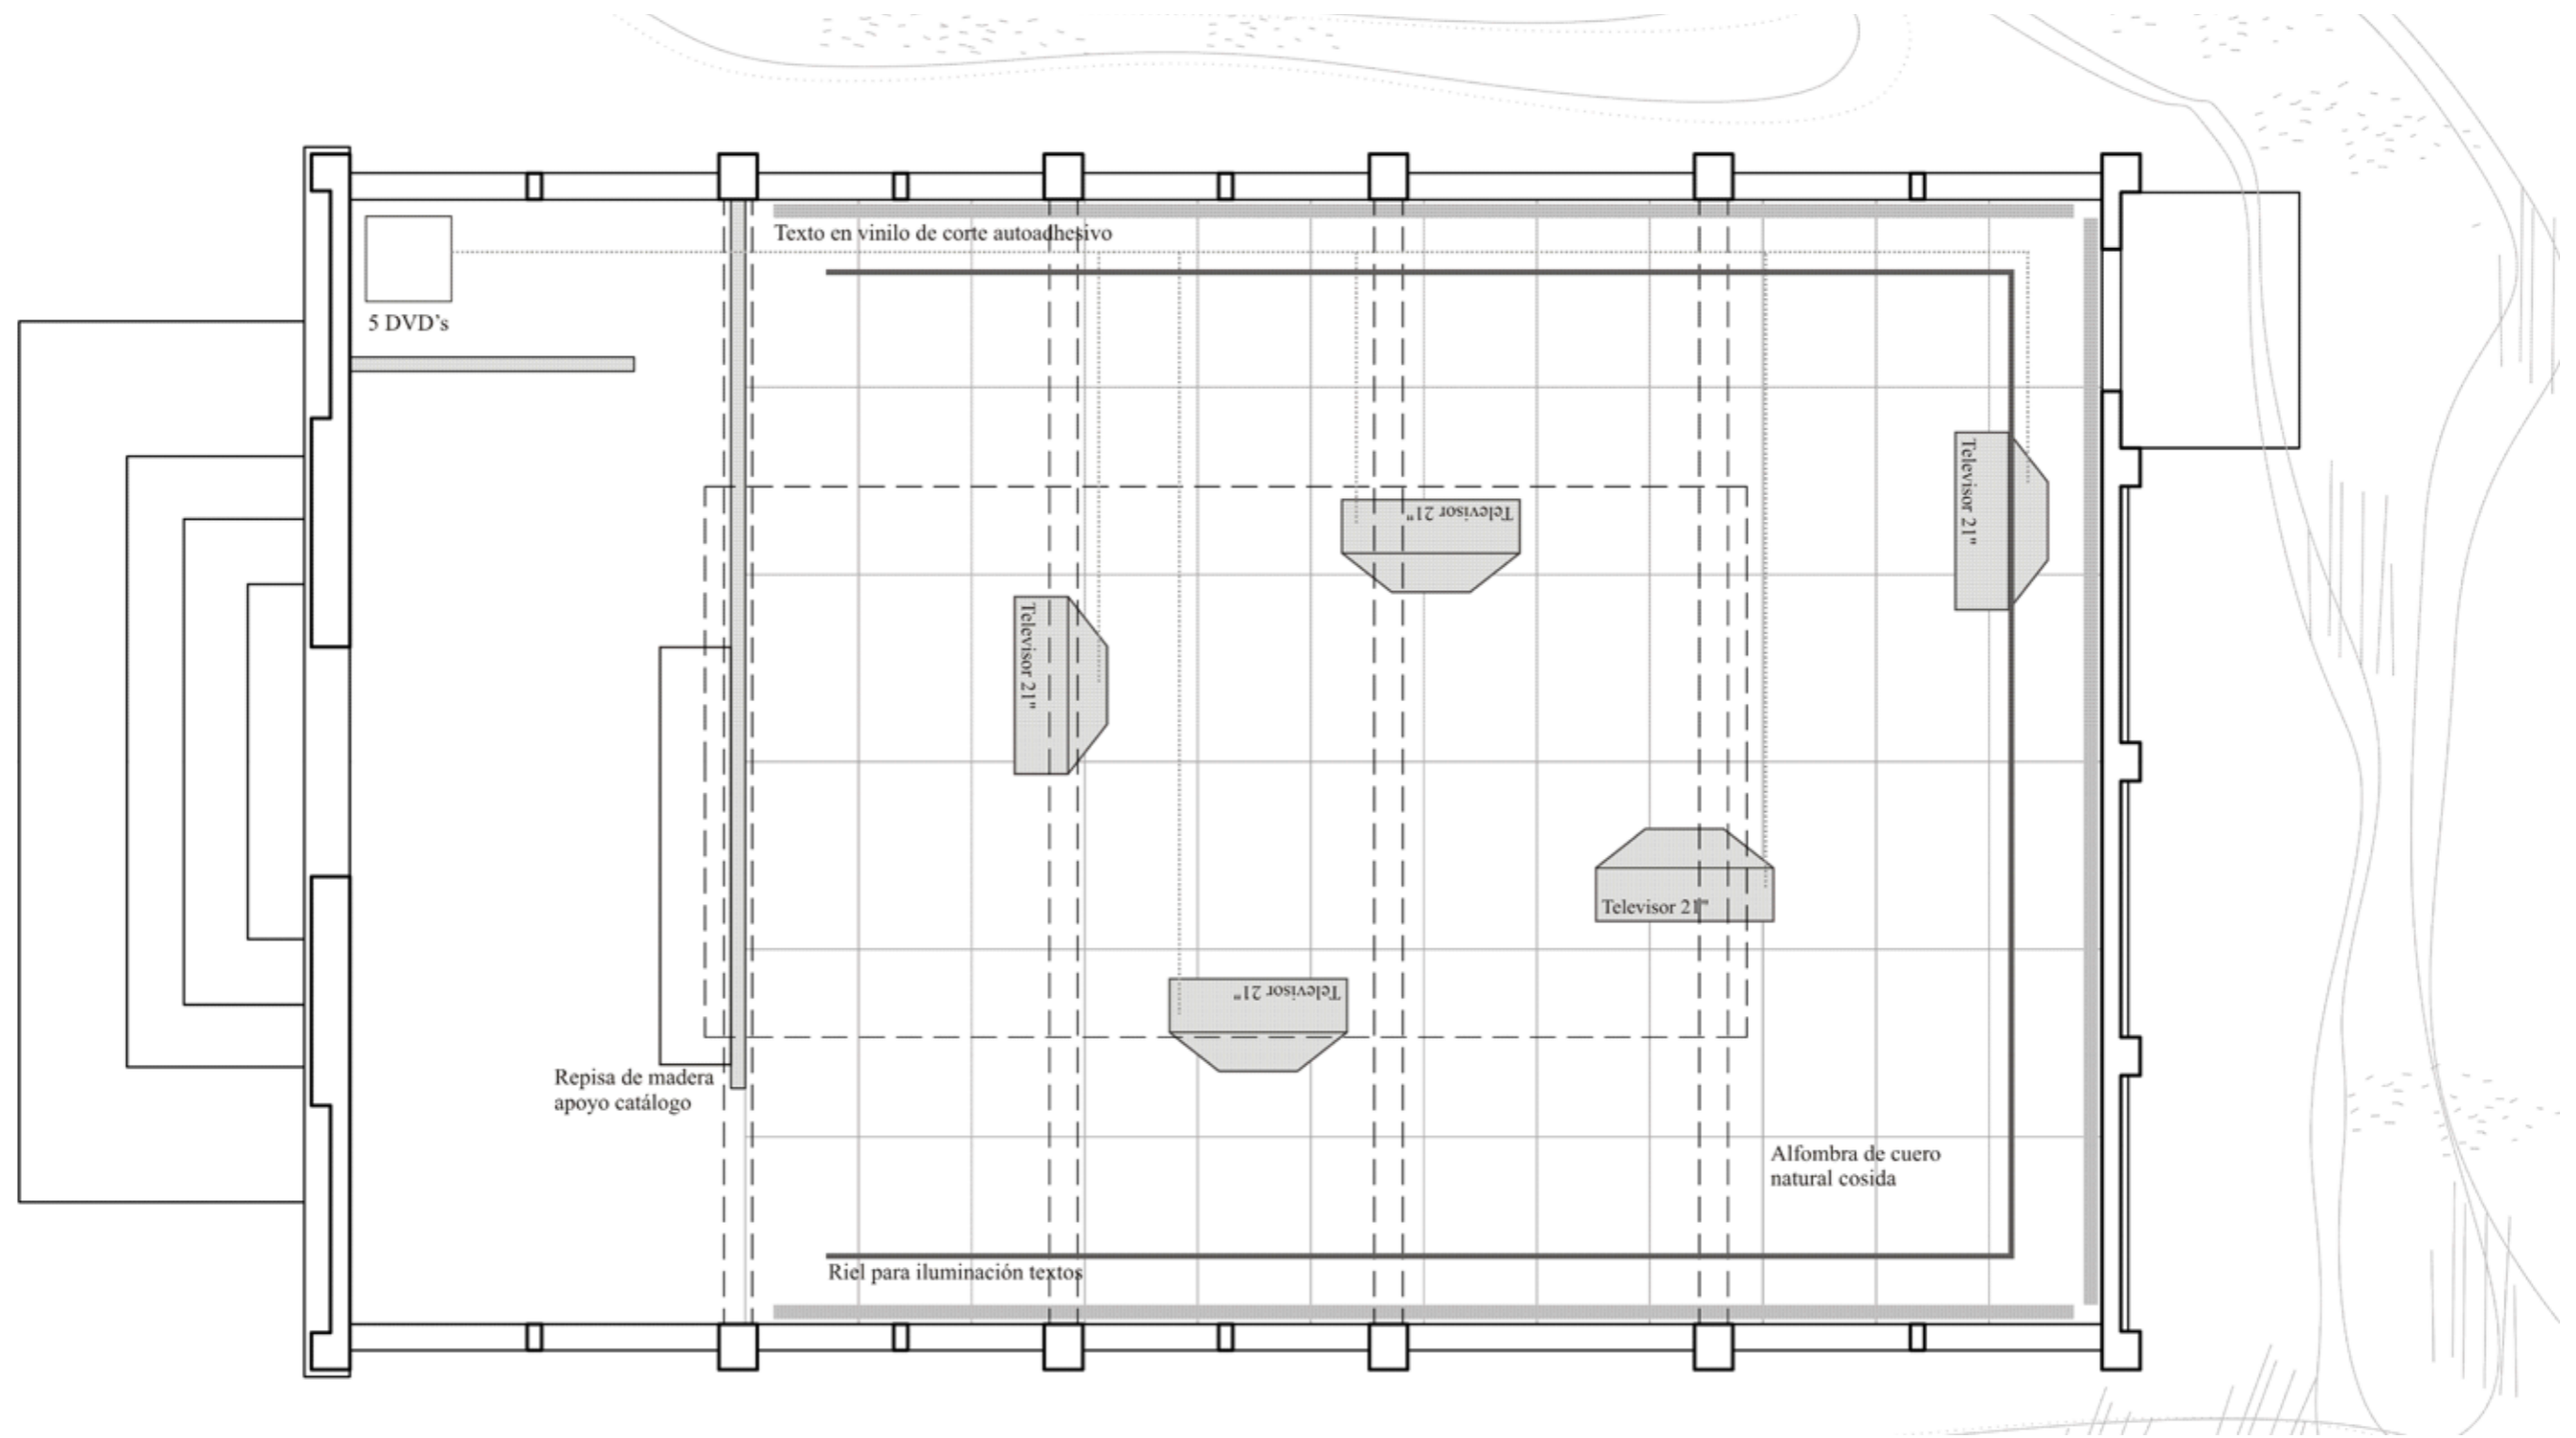 Texto en vinilo de corte autoadhesivo
5 DVD’s
Televisor 21"
Televisor 21"
Televisor 21"
Televisor 21"
Televisor 21"
Repisa de madera
apoyo catálogo
Alfombra de cuero
natural cosida
Riel para iluminación textos